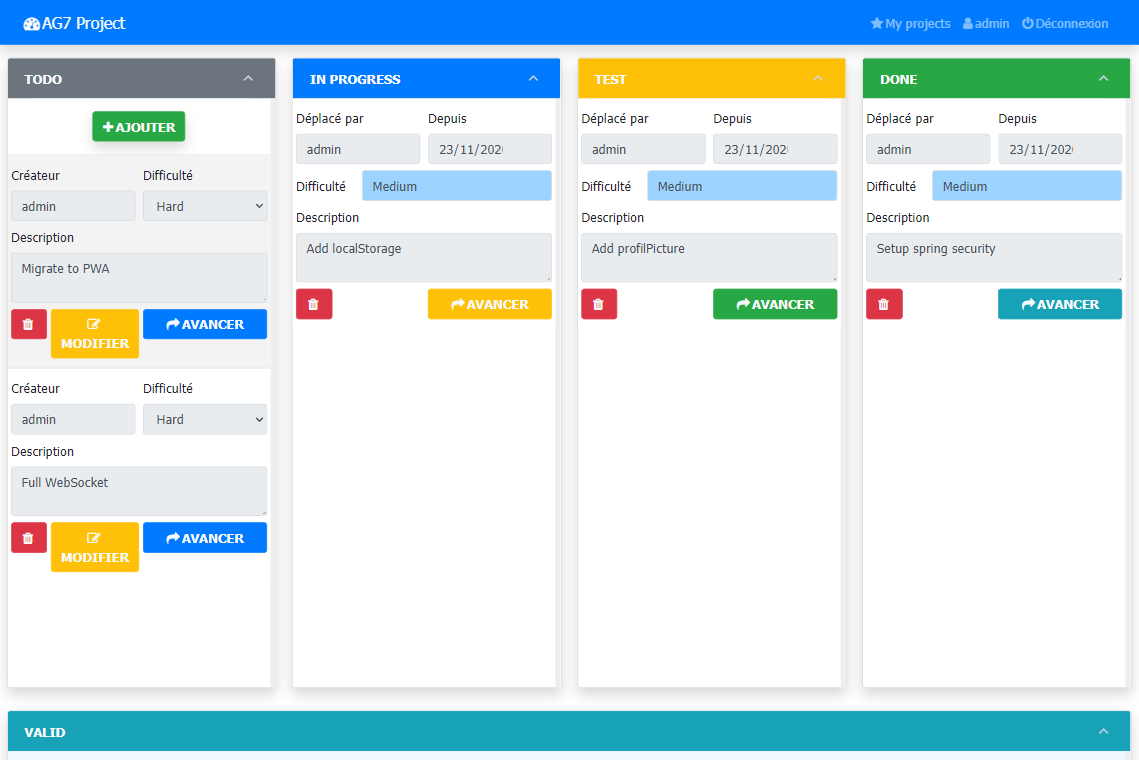 AG7 Project
My projects admin Déconnexion
TODO
AJOUTER
Créateur Difficulté
admin Hard
Description
Migrate to PWA
MODIFIER
AVANCER
Créateur Difficulté
admin Hard
Description
Full WebSocket
MODIFIER
AVANCER
IN PROGRESS
Déplacé par Depuis
admin 23/11/202
Difficulté Medium
Description
Add localStorage
AVANCER
TEST
Déplacé par Depuis
admin 23/11/202
Difficulté Medium
Description
Add profilPicture
AVANCER
DONE
Déplacé par Depuis
admin 23/11/202
Difficulté Medium
Description
Setup spring security
AVANCER
VALID